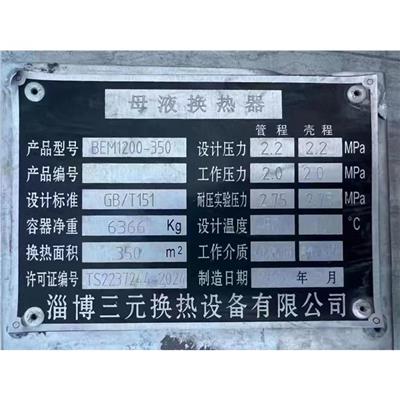 母液换热器
管程 壳程
产品型号 BEM1200-350 设计压力 2.2 2.2 MPa
产品编号 工作压力 2.0 2.0 MPa
设计标准 GB/T151 耐压实验压力 2.75 2.75 MPa
容器净重 6366 Kg 设计温度 ℃
换热面积 350 m² 工作介质
许可证编号 TS2237244-2024 制造日期 年 月
淄博三元换热设备有限公司